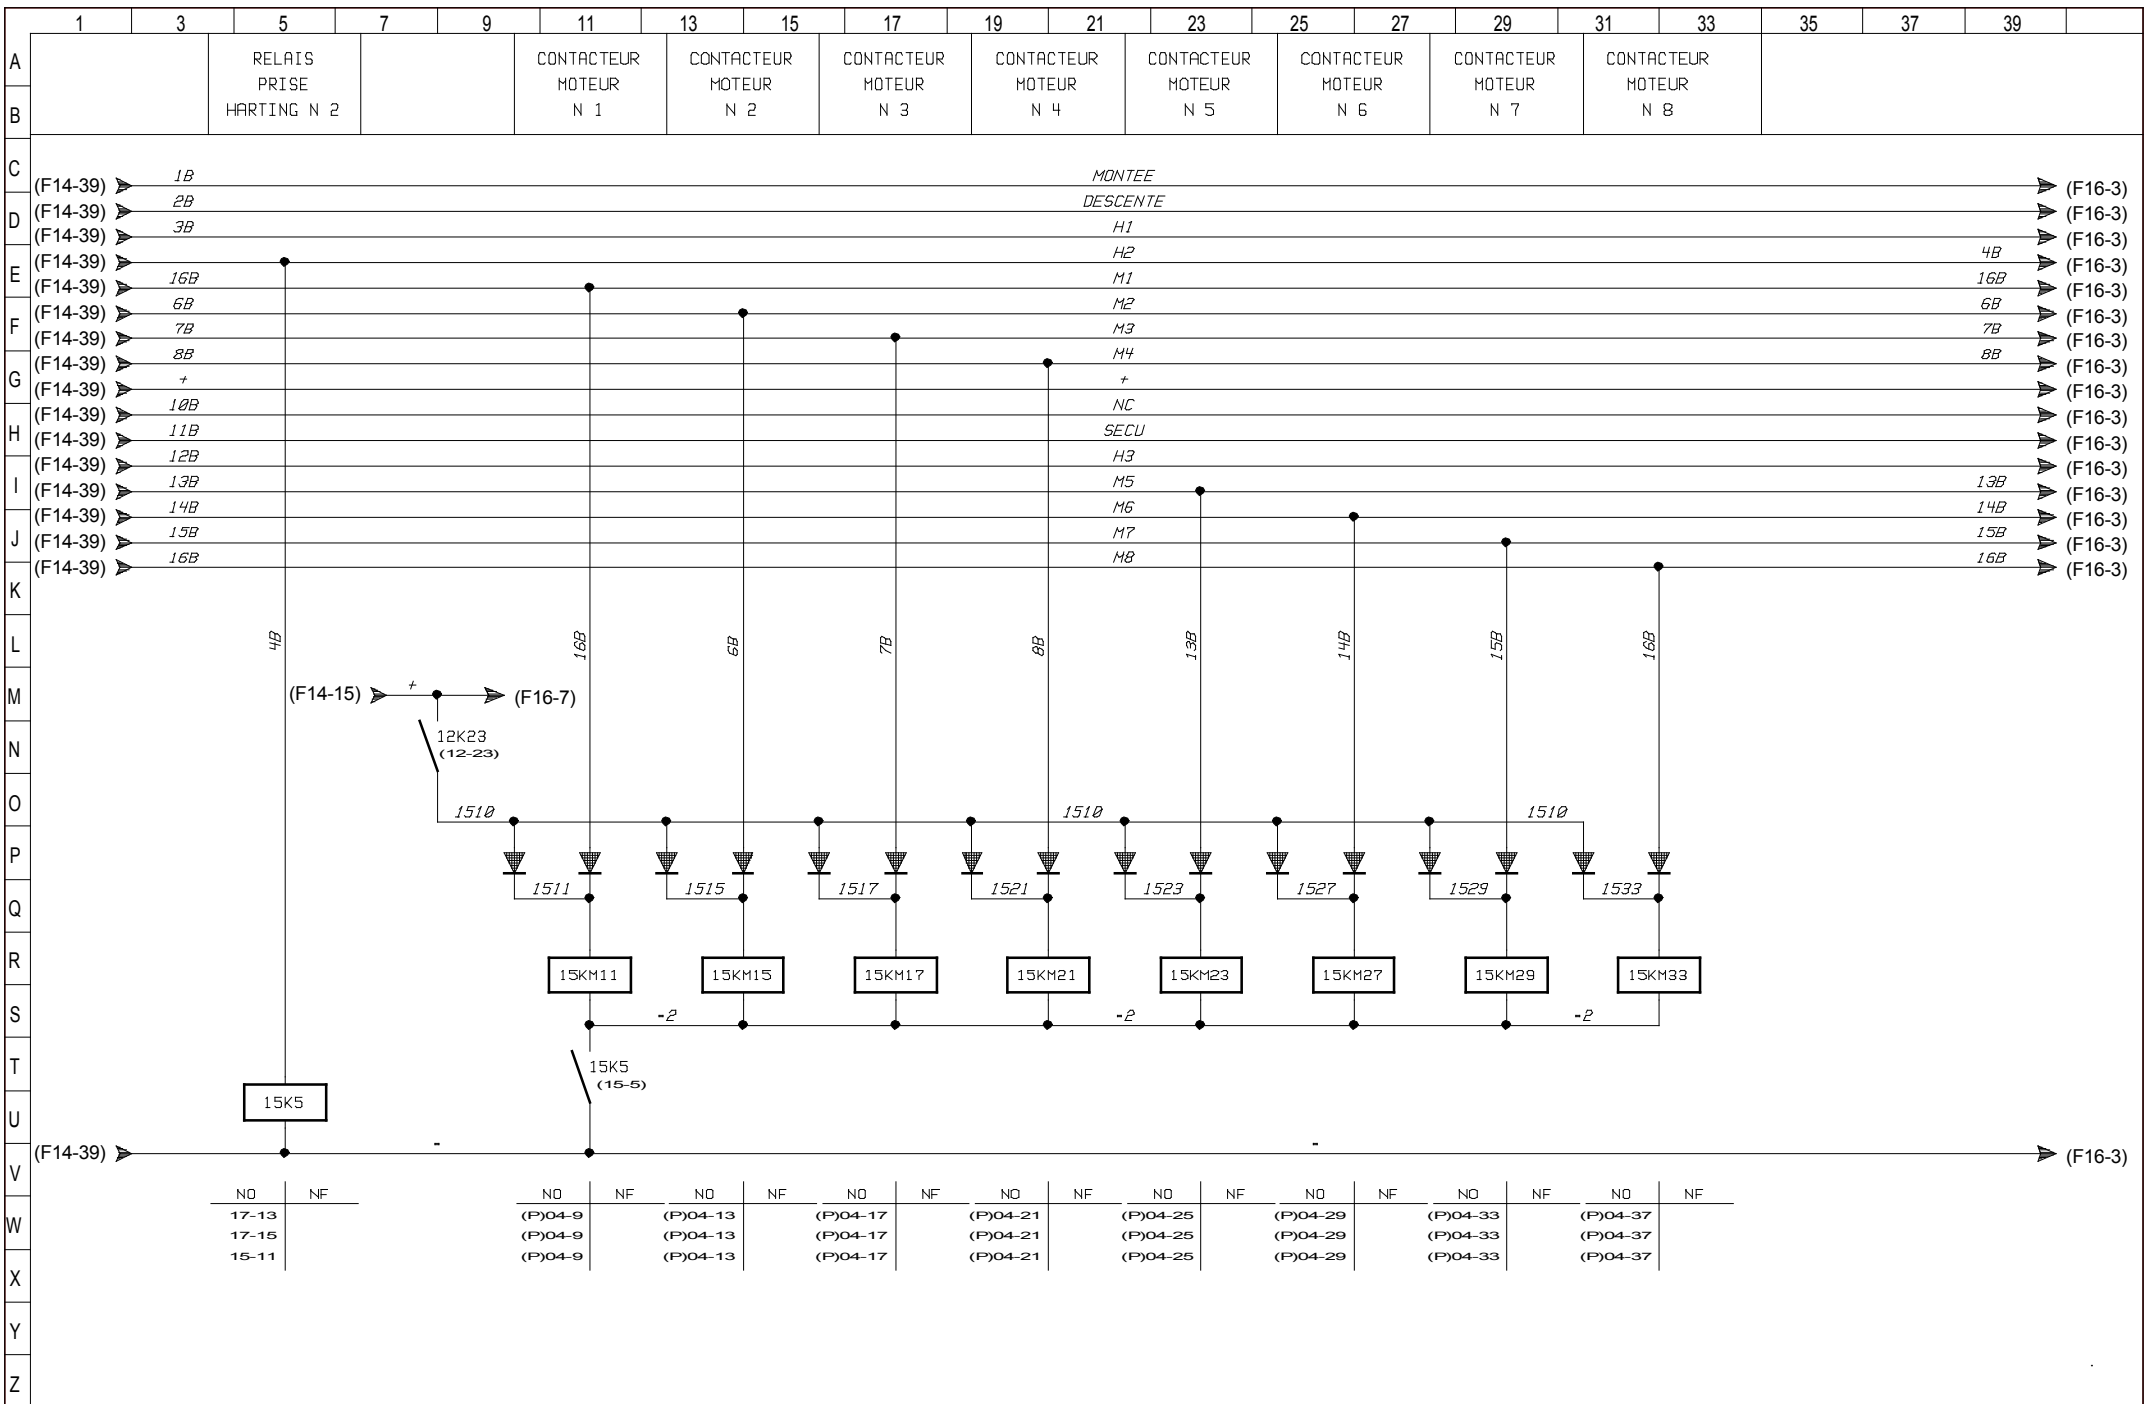 1 3 5 7 9 11 13 15 17 19 21 23 25 27 29 31 33 35 37 39
A
RELAIS CONTACTEUR CONTACTEUR CONTACTEUR CONTACTEUR CONTACTEUR CONTACTEUR CONTACTEUR CONTACTEUR
PRISE MOTEUR MOTEUR MOTEUR MOTEUR MOTEUR MOTEUR MOTEUR MOTEUR
B
HARTING N 2 N 1 N 2 N 3 N 4 N 5 N 6 N 7 N 8
C
(F14-39) 1B MONTEE (F16-3)
D
(F14-39) 2B DESCENTE (F16-3)
(F14-39) 3B H1 (F16-3)
E
(F14-39) H2 4B (F16-3)
(F14-39) 16B M1 16B (F16-3)
F
(F14-39) 6B M2 6B (F16-3)
(F14-39) 7B M3 7B (F16-3)
G
(F14-39) 8B M4 8B (F16-3)
(F14-39) + + (F16-3)
H
(F14-39) 10B NC (F16-3)
(F14-39) 11B SECU (F16-3)
I
(F14-39) 12B H3 (F16-3)
(F14-39) 13B M5 13B (F16-3)
J
(F14-39) 14B M6 14B (F16-3)
(F14-39) 15B M7 15B (F16-3)
K
(F14-39) 16B M8 16B (F16-3)
L
4B 16B 6B 7B 8B 13B 14B 15B 16B
M
(F14-15) + (F16-7)
N
12K23
(12-23)
O
1510 1510 1510
P
Q
1511 1515 1517 1521 1523 1527 1529 1533
R
15KM11 15KM15 15KM17 15KM21 15KM23 15KM27 15KM29 15KM33
S
-2 -2 -2
T
15K5
(15-5)
U
15K5
V
(F14-39) - - (F16-3)
NO NF NO NF NO NF NO NF NO NF NO NF NO NF NO NF NO NF
W
17-13 (P)04-9 (P)04-13 (P)04-17 (P)04-21 (P)04-25 (P)04-29 (P)04-33 (P)04-37
17-15 (P)04-9 (P)04-13 (P)04-17 (P)04-21 (P)04-25 (P)04-29 (P)04-33 (P)04-37
15-11 (P)04-9 (P)04-13 (P)04-17 (P)04-21 (P)04-25 (P)04-29 (P)04-33 (P)04-37
X
Y
Z